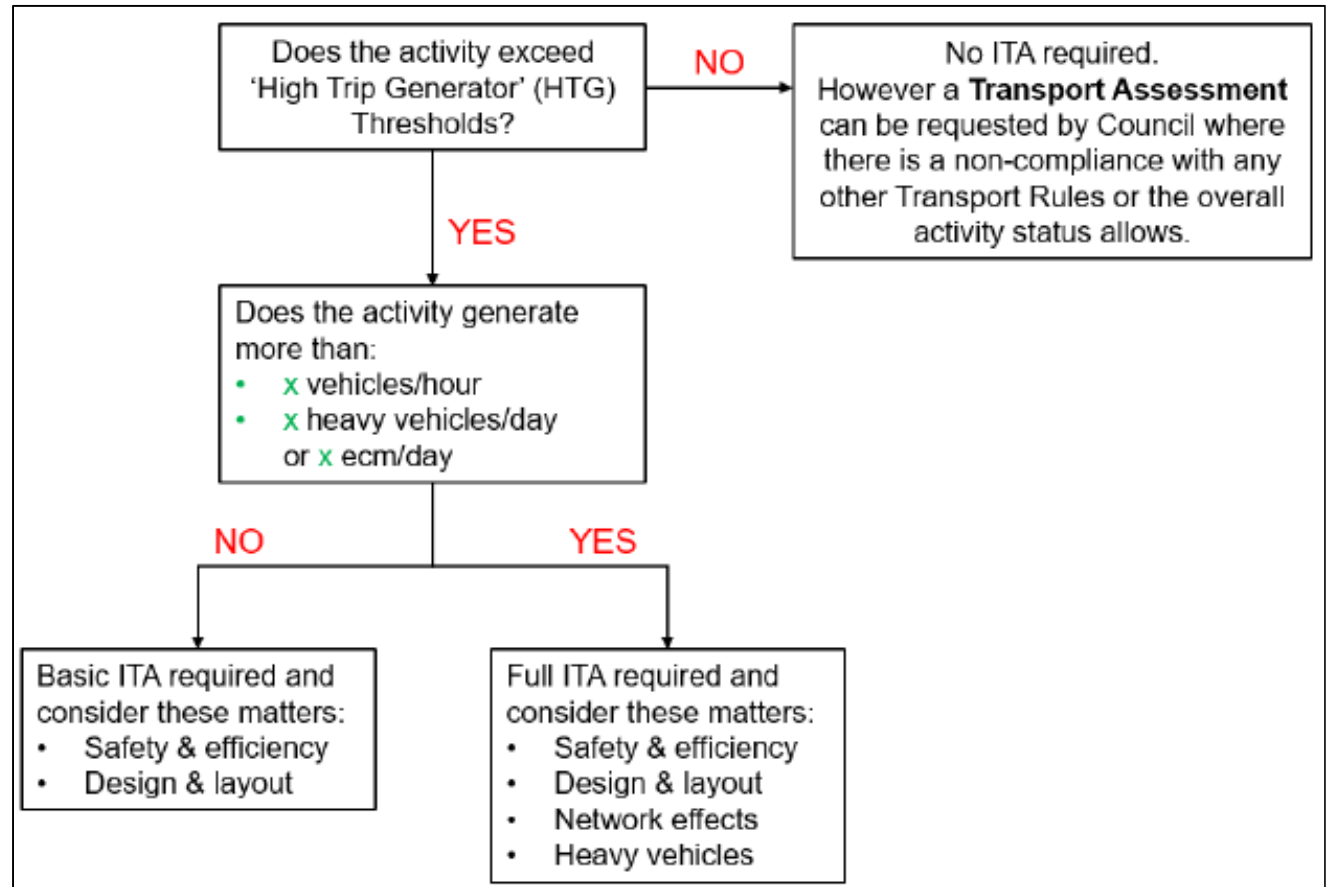 Does the activity exceed
‘High Trip Generator’ (HTG)
Thresholds?
NO
No ITA required.
However a Transport Assessment
can be requested by Council where
there is a non-compliance with any
other Transport Rules or the overall
activity status allows.
YES
Does the activity generate
more than:
• x vehicles/hour
• x heavy vehicles/day
or x ecm/day
NO
YES
Basic ITA required and
consider these matters:
• Safety & efficiency
• Design & layout
Full ITA required and
consider these matters:
• Safety & efficiency
• Design & layout
• Network effects
• Heavy vehicles